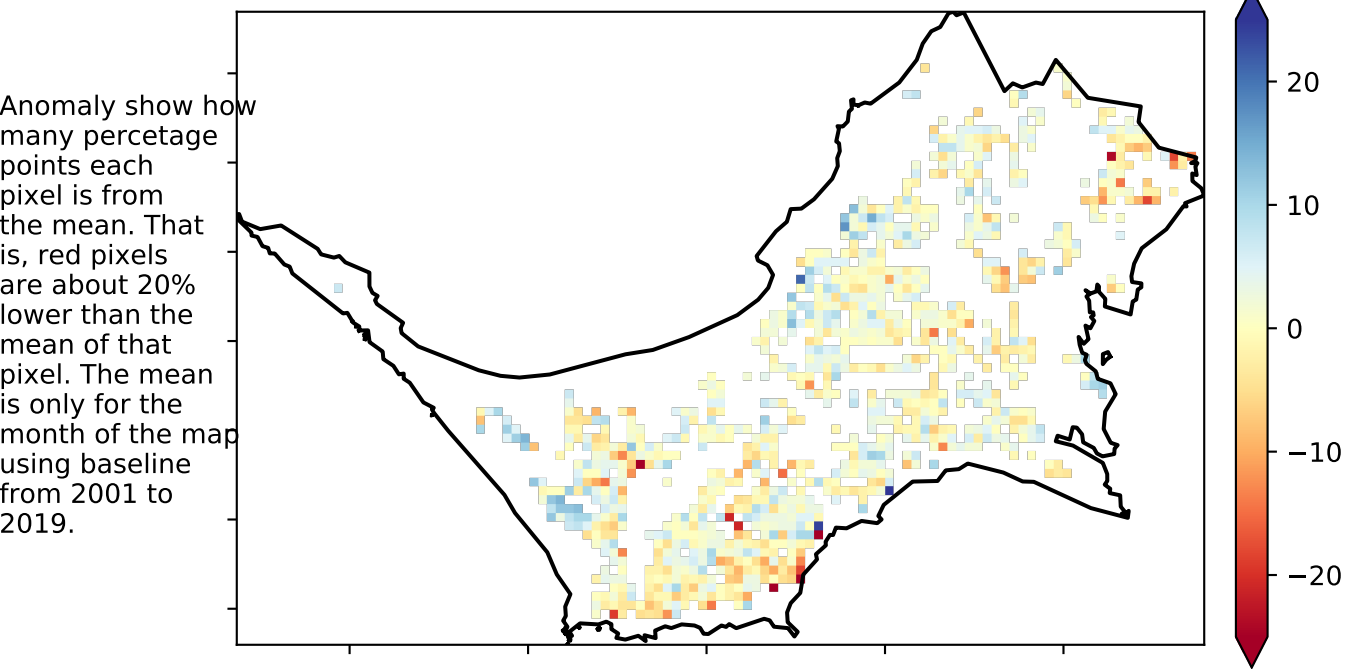 Anomaly show how
many percetage
points each
pixel is from
the mean. That
is, red pixels
are about 20%
lower than the
mean of that
pixel. The mean
is only for the
month of the map
using baseline
from 2001 to
2019.
20
10
0
−10
−20